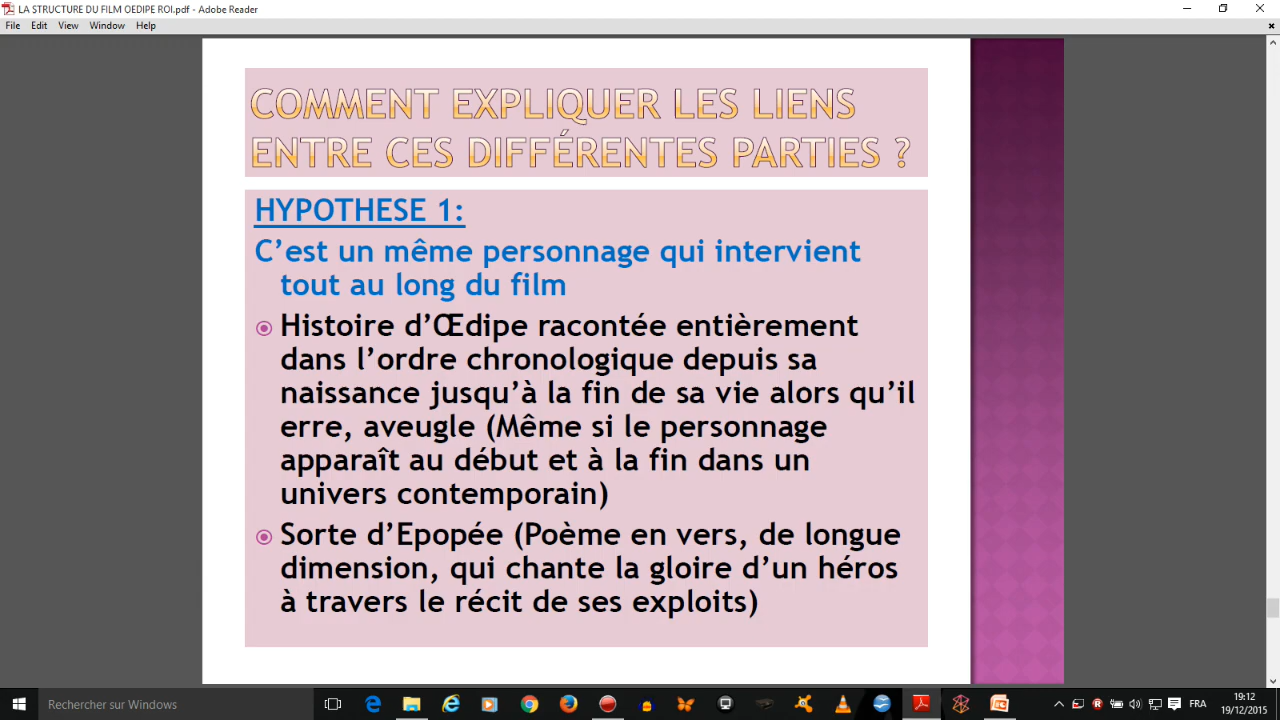 LA STRUCTURE DU FILM OEDIPE ROI.pdf - Adobe Reader
File Edit View Window Help
COMMENT EXPLIQUER LES LIENS
ENTRE CES DIFFÉRENTES PARTIES ?
HYPOTHESE 1:
C’est un même personnage qui intervient
tout au long du film
Histoire d’Œdipe racontée entièrement
dans l’ordre chronologique depuis sa
naissance jusqu’à la fin de sa vie alors qu’il
erre, aveugle (Même si le personnage
apparaît au début et à la fin dans un
univers contemporain)
Sorte d’Epopée (Poème en vers, de longue
dimension, qui chante la gloire d’un héros
à travers le récit de ses exploits)
Rechercher sur Windows
FRA
19:12
19/12/2015